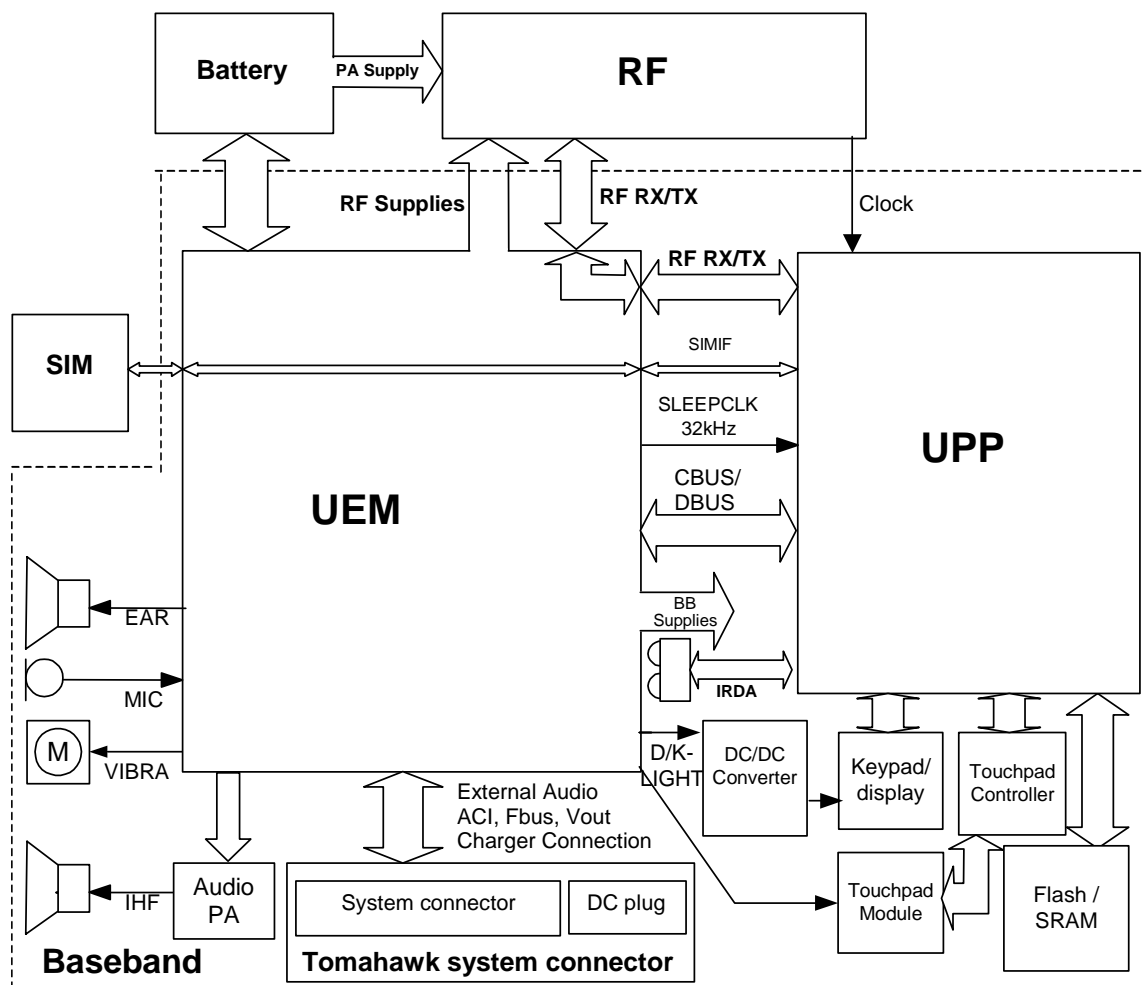 Battery
PA Supply
RF
RF Supplies
RF RX/TX
Clock
RF RX/TX
SIM
SIMIF
SLEEPCLK
32kHz
UPP
CBUS/
DBUS
UEM
BB
Supplies
EAR
IRDA
MIC
M
VIBRA
D/K-
LIGHT
DC/DC
Converter
Keypad/
display
Touchpad
Controller
External Audio
ACI, Fbus, Vout
Charger Connection
IHF
Audio
PA
System connector
DC plug
Touchpad
Module
Flash /
SRAM
Baseband
Tomahawk system connector